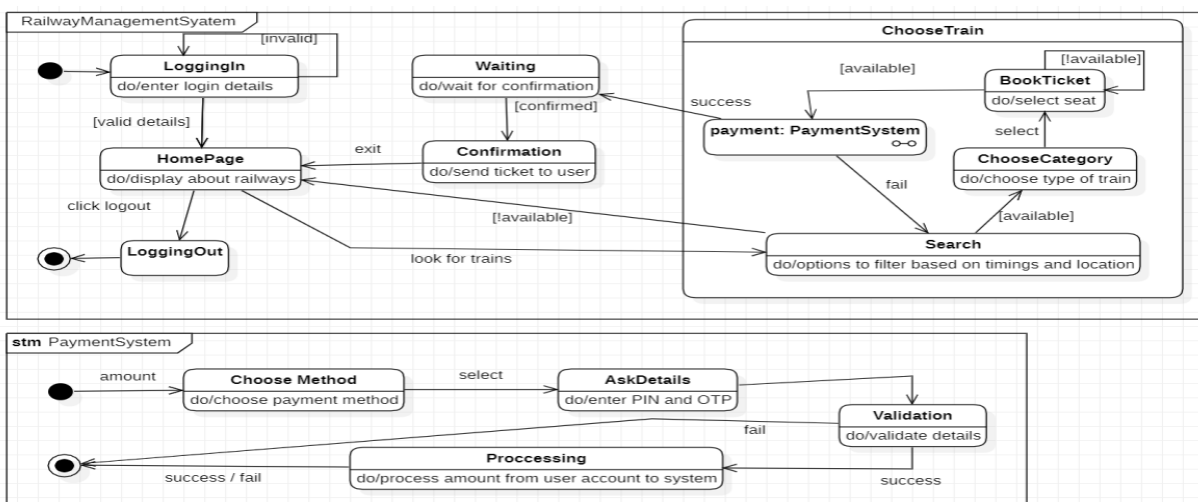 RailwayManagementSyatem
[invalid]
LoggingIn
do/enter login details
[valid details]
HomePage
do/display about railways
click logout
LoggingOut
Waiting
do/wait for confirmation
[confirmed]
Confirmation
do/send ticket to user
exit
success
[!available]
look for trains
ChooseTrain
[available]
[!available]
BookTicket
do/select seat
payment: PaymentSystem
select
ChooseCategory
do/choose type of train
fail
[available]
Search
do/options to filter based on timings and location
stm PaymentSystem
amount
Choose Method
do/choose payment method
select
AskDetails
do/enter PIN and OTP
Validation
do/validate details
fail
Proccessing
do/process amount from user account to system
success / fail
success